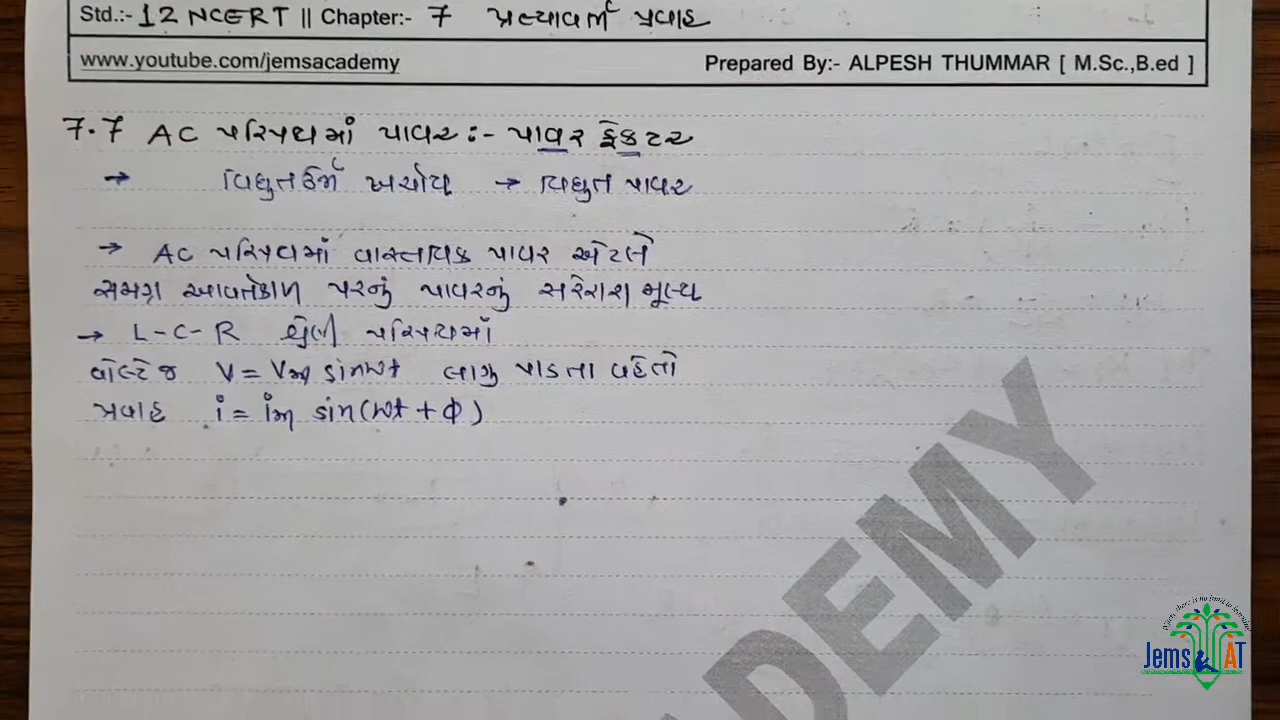 Std.:- 12 NCERT || Chapter:- 7 પ્રત્યાવર્તી પ્રવાહ
www.youtube.com/jemsacademy Prepared By:- ALPESH THUMMAR [ M.Sc.,B.ed ]
7.7 AC પરિપથમાં પાવર :- પાવર ફેક્ટર
→ વિદ્યુતઊર્જા → વિદ્યુત પાવર
→ AC પરિપથમાં વાસ્તવિક પાવર એટલે
સમગ્ર આવર્તકાળ પરનું પાવરનું સરેરાશ મૂલ્ય
→ L-C-R શ્રેણી પરિપથમાં
વોલ્ટેજ V = Vm sinωt લાગુ પાડતા વહેતો
પ્રવાહ i = im sin(ωt + φ)
DEMY
Jems AT